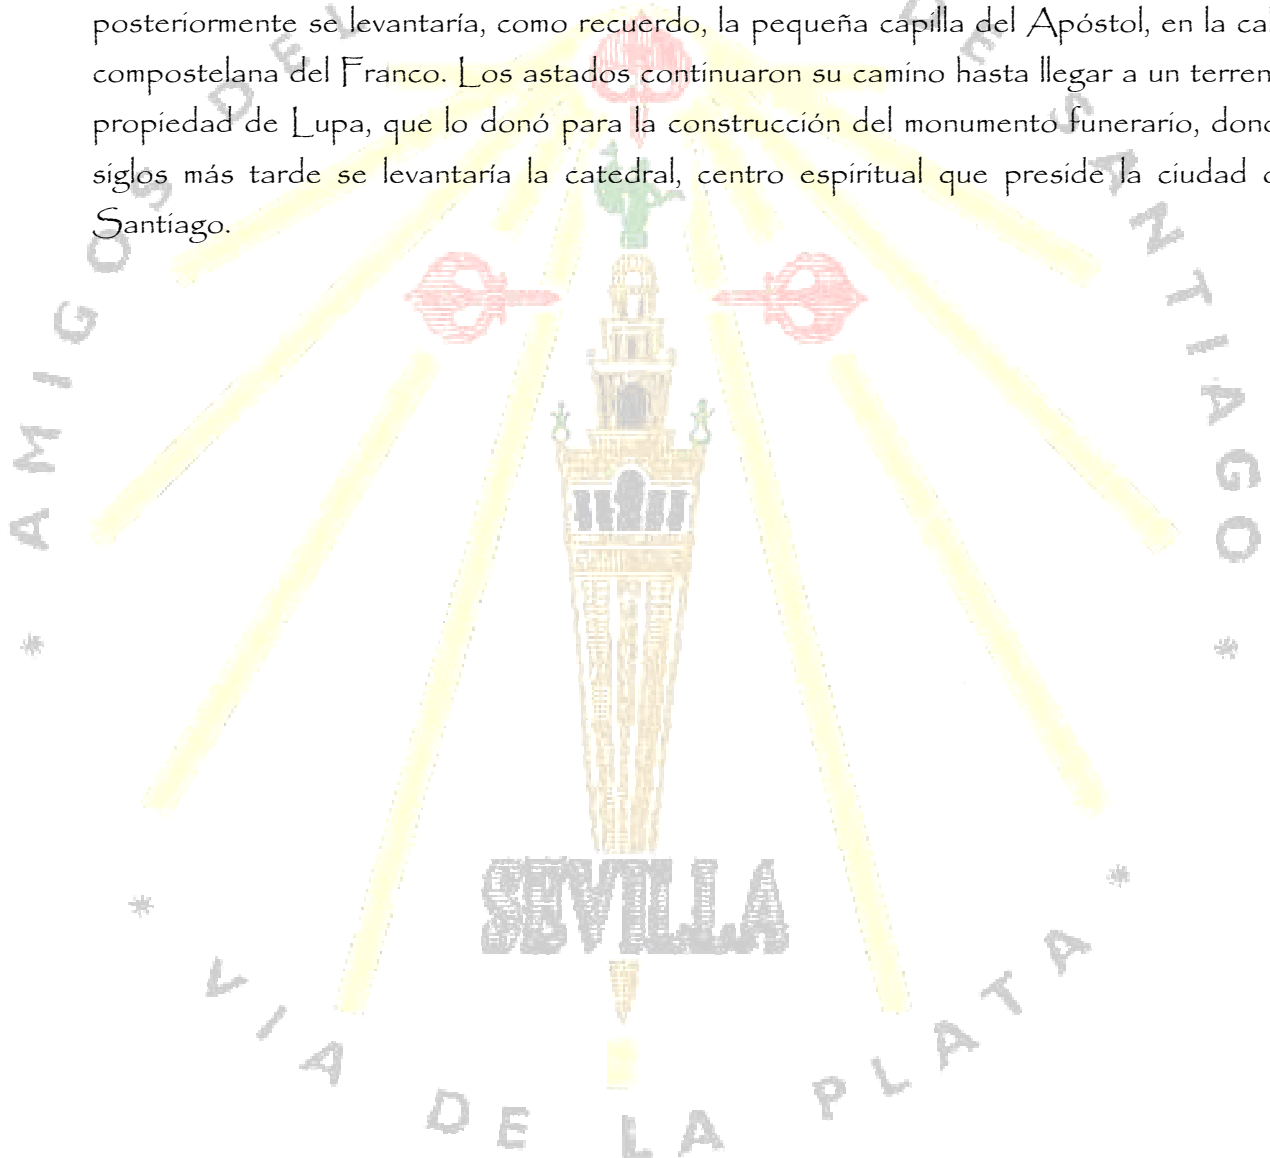 posteriormente se levantaría, como recuerdo, la pequeña capilla del Apóstol, en la cal
compostelana del Franco. Los astados continuaron su camino hasta llegar a un terren
propiedad de Lupa, que lo donó para la construcción del monumento funerario,
siglos más tarde se levantaría la catedral, centro espiritual que preside la ciudad
Santiago.
* AMIGOS DEL
DE SANTIAGO *
SEVILLA
* VIA DE LA PLATA *